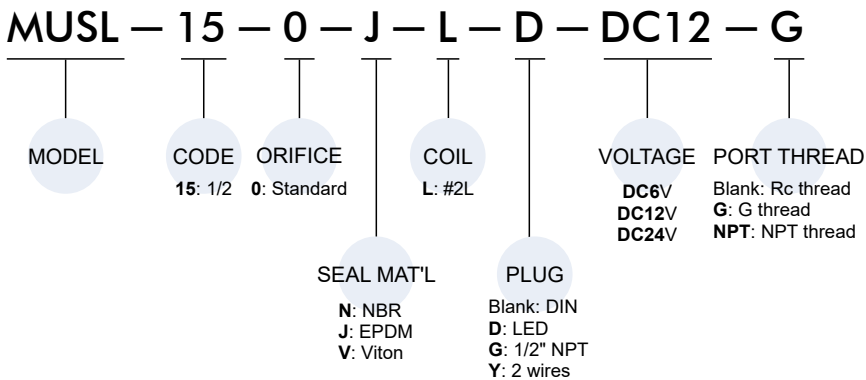 MUSL — 15 — 0 — J — L — D — DC12 — G
MODEL
CODE
15: 1/2
ORIFICE
0: Standard
SEAL MAT'L
N: NBR
J: EPDM
V: Viton
COIL
L: #2L
PLUG
Blank: DIN
D: LED
G: 1/2" NPT
Y: 2 wires
VOLTAGE
DC6V
DC12V
DC24V
PORT THREAD
Blank: Rc thread
G: G thread
NPT: NPT thread